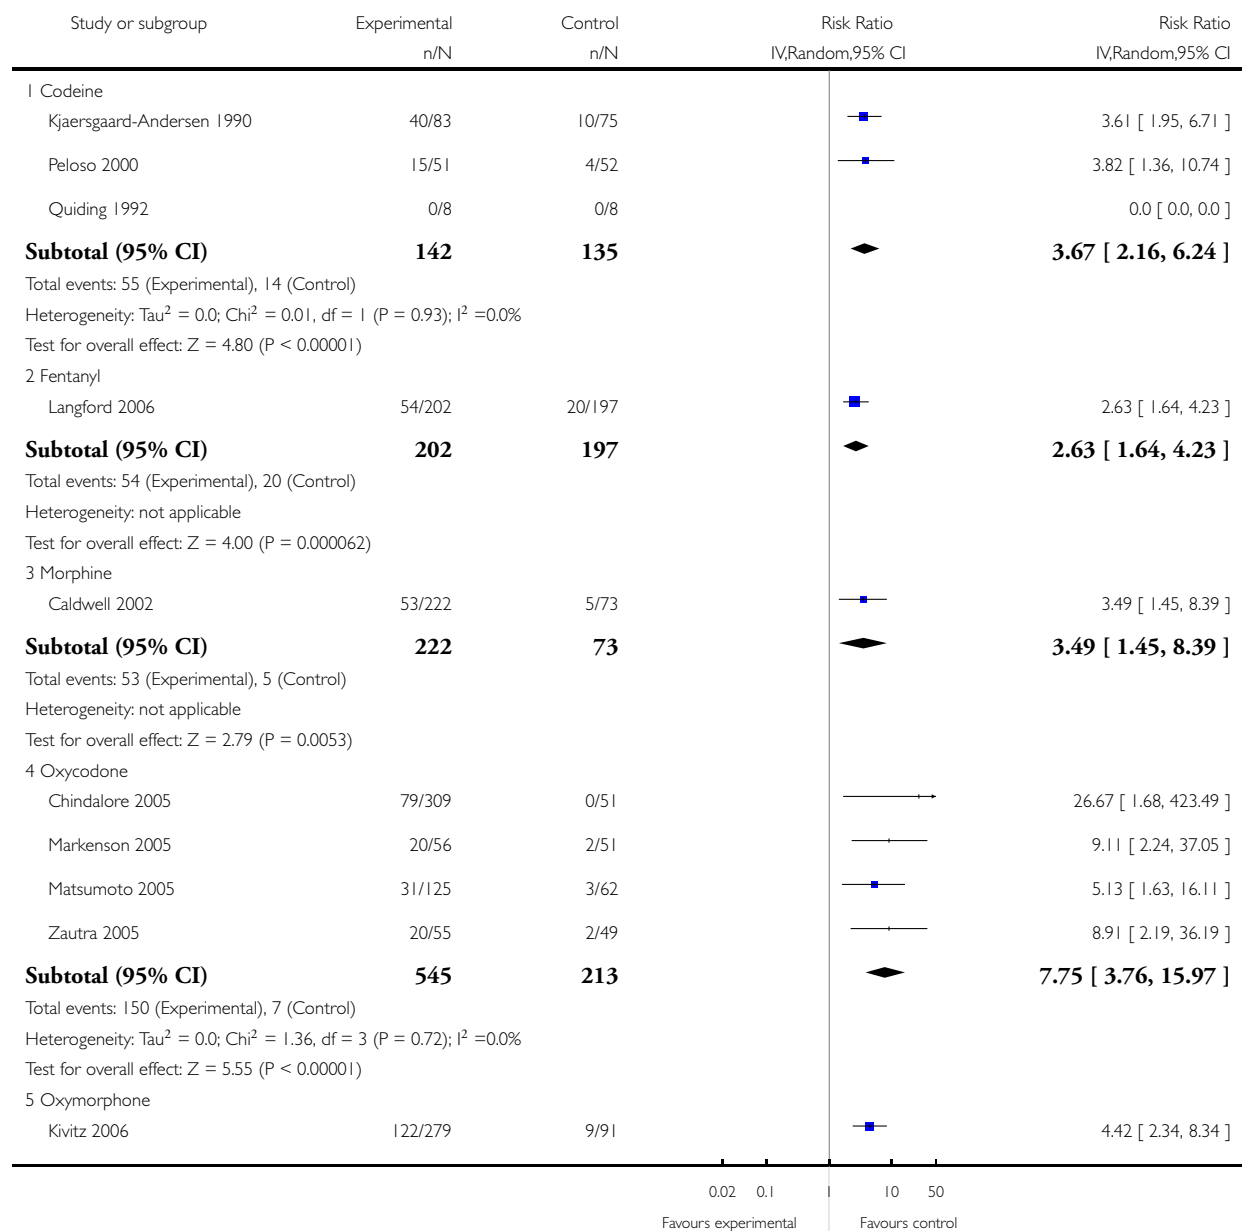 Study or subgroup Experimental Control Risk Ratio Risk Ratio
n/N n/N IV,Random,95% CI IV,Random,95% CI
1 Codeine
Kjaersgaard-Andersen 1990 40/83 10/75 3.61 [ 1.95, 6.71 ]
Peloso 2000 15/51 4/52 3.82 [ 1.36, 10.74 ]
Quiding 1992 0/8 0/8 0.0 [ 0.0, 0.0 ]
Subtotal (95% CI) 142 135 3.67 [ 2.16, 6.24 ]
Total events: 55 (Experimental), 14 (Control)
Heterogeneity: Tau² = 0.0; Chi² = 0.01, df = 1 (P = 0.93); I² =0.0%
Test for overall effect: Z = 4.80 (P < 0.00001)
2 Fentanyl
Langford 2006 54/202 20/197 2.63 [ 1.64, 4.23 ]
Subtotal (95% CI) 202 197 2.63 [ 1.64, 4.23 ]
Total events: 54 (Experimental), 20 (Control)
Heterogeneity: not applicable
Test for overall effect: Z = 4.00 (P = 0.000062)
3 Morphine
Caldwell 2002 53/222 5/73 3.49 [ 1.45, 8.39 ]
Subtotal (95% CI) 222 73 3.49 [ 1.45, 8.39 ]
Total events: 53 (Experimental), 5 (Control)
Heterogeneity: not applicable
Test for overall effect: Z = 2.79 (P = 0.0053)
4 Oxycodone
Chindalore 2005 79/309 0/51 26.67 [ 1.68, 423.49 ]
Markenson 2005 20/56 2/51 9.11 [ 2.24, 37.05 ]
Matsumoto 2005 31/125 3/62 5.13 [ 1.63, 16.11 ]
Zautra 2005 20/55 2/49 8.91 [ 2.19, 36.19 ]
Subtotal (95% CI) 545 213 7.75 [ 3.76, 15.97 ]
Total events: 150 (Experimental), 7 (Control)
Heterogeneity: Tau² = 0.0; Chi² = 1.36, df = 3 (P = 0.72); I² =0.0%
Test for overall effect: Z = 5.55 (P < 0.00001)
5 Oxymorphone
Kivitz 2006 122/279 9/91 4.42 [ 2.34, 8.34 ]
0.02 0.1 1 10 50
Favours experimental Favours control